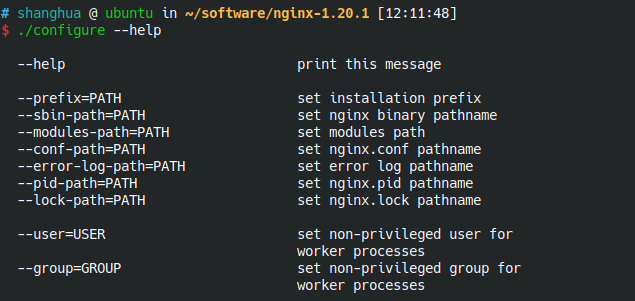 # shanghua @ ubuntu in ~/software/nginx-1.20.1 [12:11:48]
$ ./configure --help
--help print this message
--prefix=PATH set installation prefix
--sbin-path=PATH set nginx binary pathname
--modules-path=PATH set modules path
--conf-path=PATH set nginx.conf pathname
--error-log-path=PATH set error log pathname
--pid-path=PATH set nginx.pid pathname
--lock-path=PATH set nginx.lock pathname
--user=USER set non-privileged user for
worker processes
--group=GROUP set non-privileged group for
worker processes